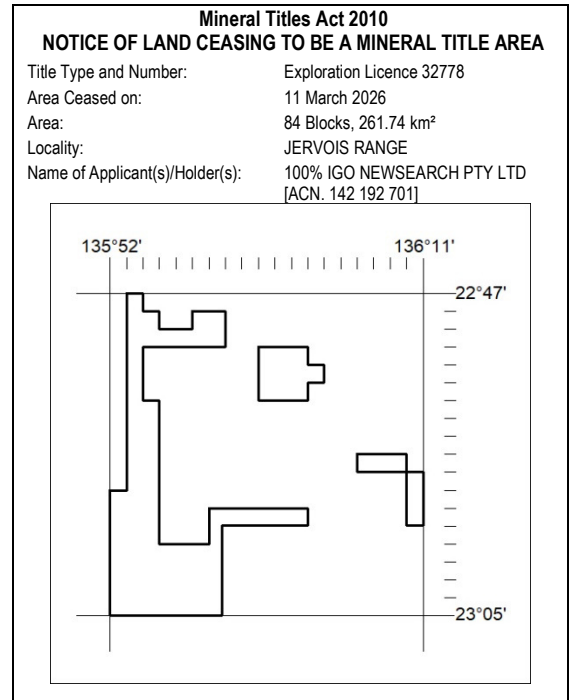 Mineral Titles Act 2010
NOTICE OF LAND CEASING TO BE A MINERAL TITLE AREA
Title Type and Number: Exploration Licence 32778
Area Ceased on: 11 March 2026
Area: 84 Blocks, 261.74 km²
Locality: JERVOIS RANGE
Name of Applicant(s)/Holder(s): 100% IGO NEWSEARCH PTY LTD
[ACN. 142 192 701]
135°52' 136°11'
22°47'
23°05'